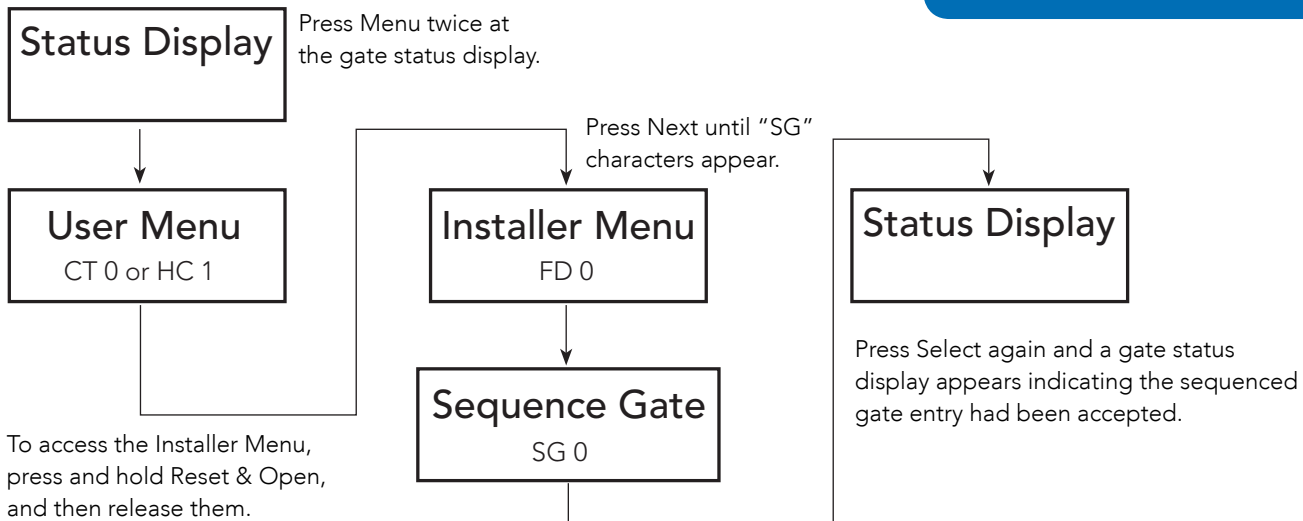 Status Display
Press Menu twice at
the gate status display.
User Menu
CT 0 or HC 1
To access the Installer Menu,
press and hold Reset & Open,
and then release them.
Press Next until “SG”
characters appear.
Installer Menu
FD 0
Sequence Gate
SG 0
Status Display
Press Select again and a gate status
display appears indicating the sequenced
gate entry had been accepted.